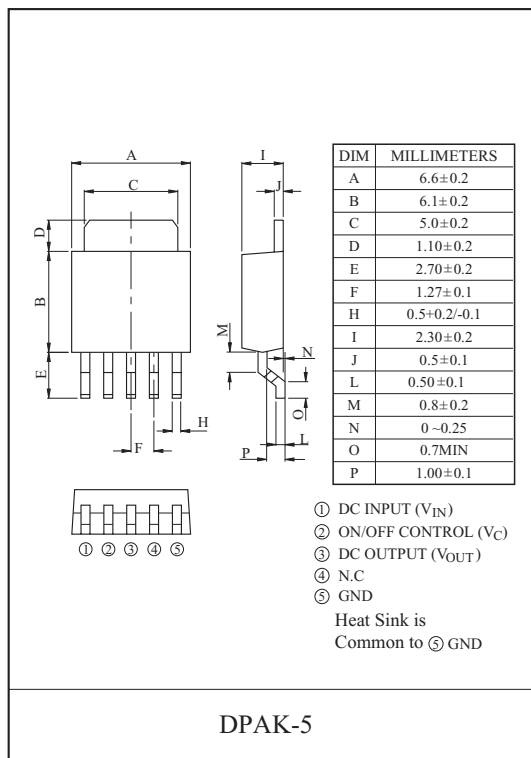 A
C
D
B
E
F
H
I
J
M
N
O
L
P
① ② ③ ④ ⑤
DIM MILLIMETERS
A 6.6±0.2
B 6.1±0.2
C 5.0±0.2
D 1.10±0.2
E 2.70±0.2
F 1.27±0.1
H 0.5+0.2/-0.1
I 2.30±0.2
J 0.5±0.1
L 0.50±0.1
M 0.8±0.2
N 0 ~0.25
O 0.7MIN
P 1.00±0.1
① DC INPUT (VIN)
② ON/OFF CONTROL (VC)
③ DC OUTPUT (VOUT)
④ N.C
⑤ GND
Heat Sink is
Common to ⑤ GND
DPAK-5